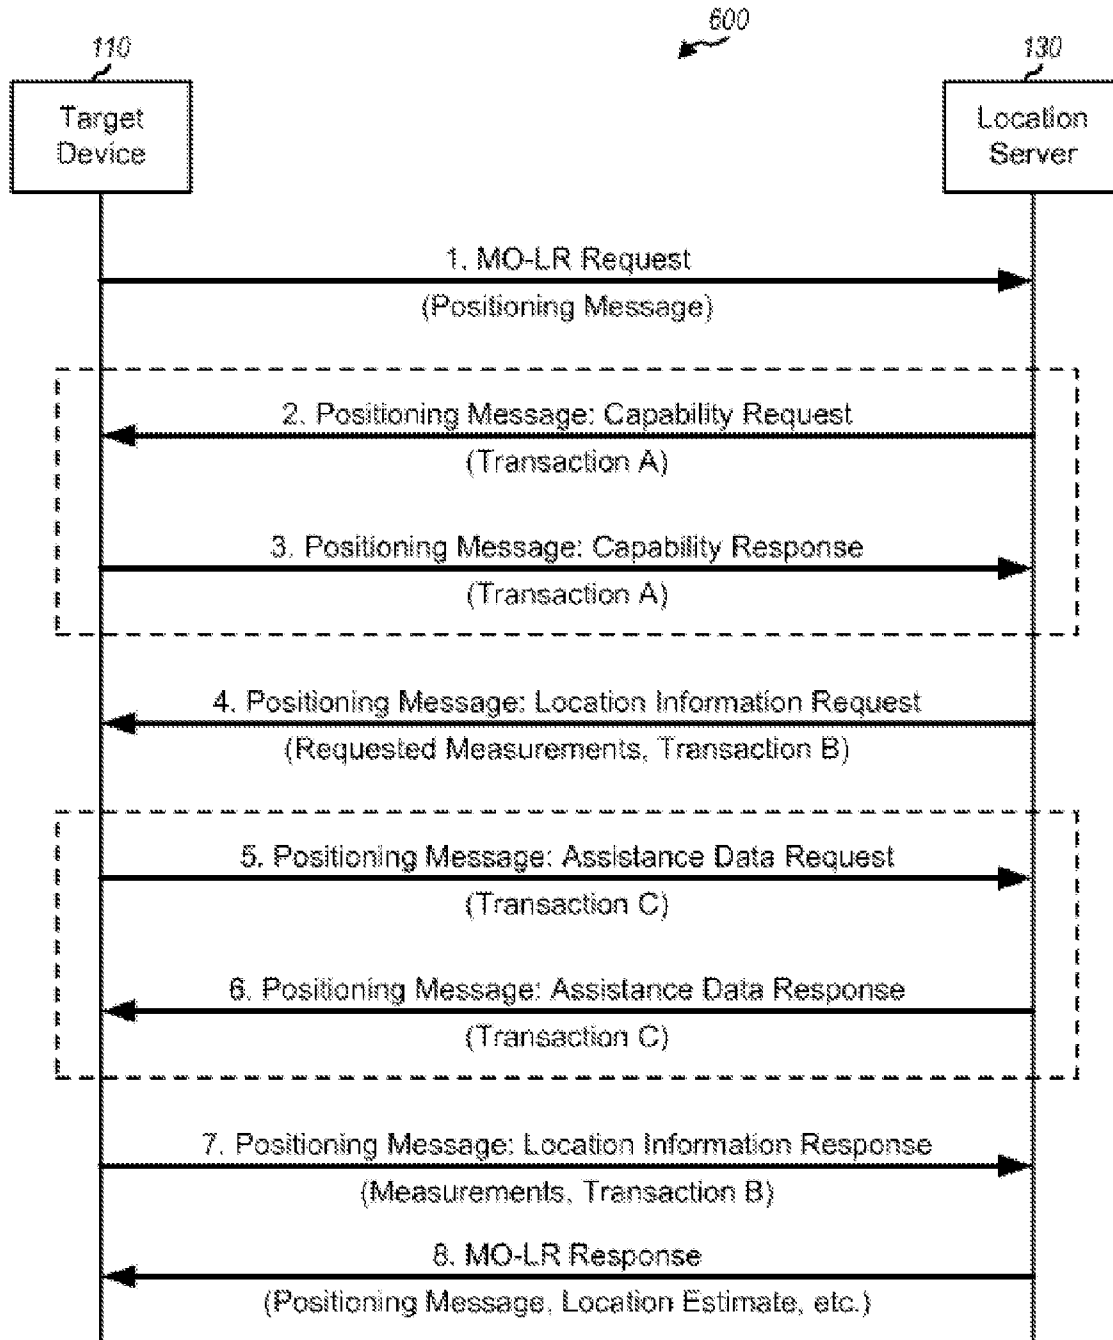 600
110
130
Target
Device
Location
Server
1. MO-LR Request
(Positioning Message)
2. Positioning Message: Capability Request
(Transaction A)
3. Positioning Message: Capability Response
(Transaction A)
4. Positioning Message: Location Information Request
(Requested Measurements, Transaction B)
5. Positioning Message: Assistance Data Request
(Transaction C)
6. Positioning Message: Assistance Data Response
(Transaction C)
7. Positioning Message: Location Information Response
(Measurements, Transaction B)
8. MO-LR Response
(Positioning Message, Location Estimate, etc.)